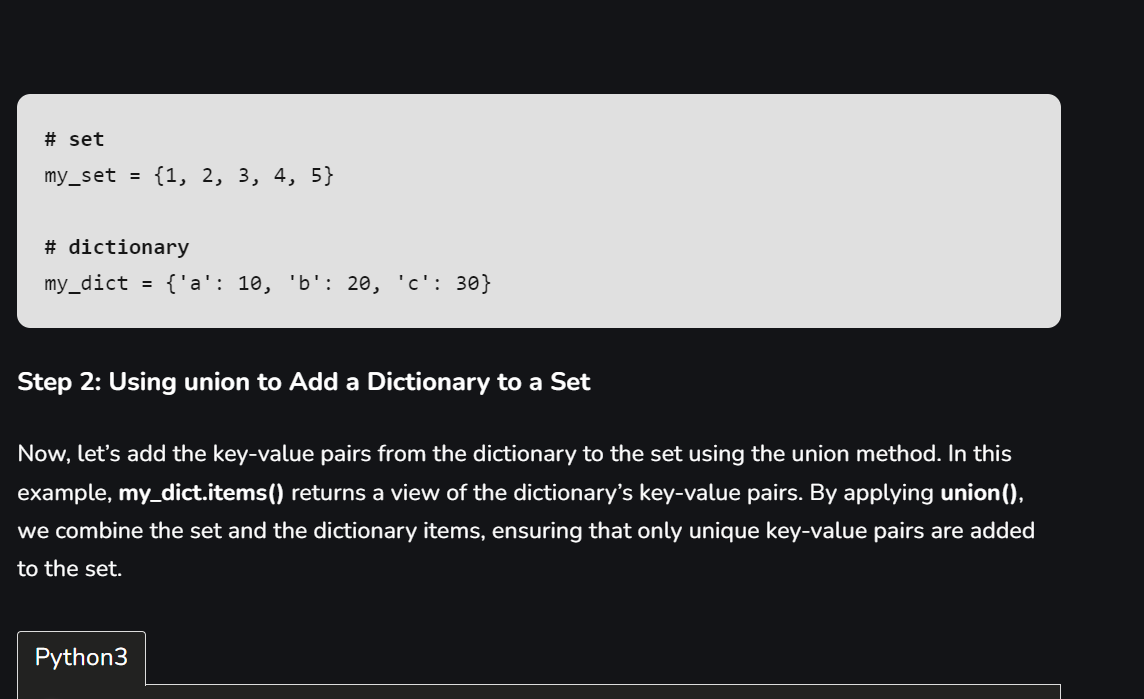 # set
my_set = {1, 2, 3, 4, 5}
# dictionary
my_dict = {'a': 10, 'b': 20, 'c': 30}
Step 2: Using union to Add a Dictionary to a Set
Now, let’s add the key-value pairs from the dictionary to the set using the union method. In this
example, my_dict.items() returns a view of the dictionary’s key-value pairs. By applying union(),
we combine the set and the dictionary items, ensuring that only unique key-value pairs are added
to the set.
Python3